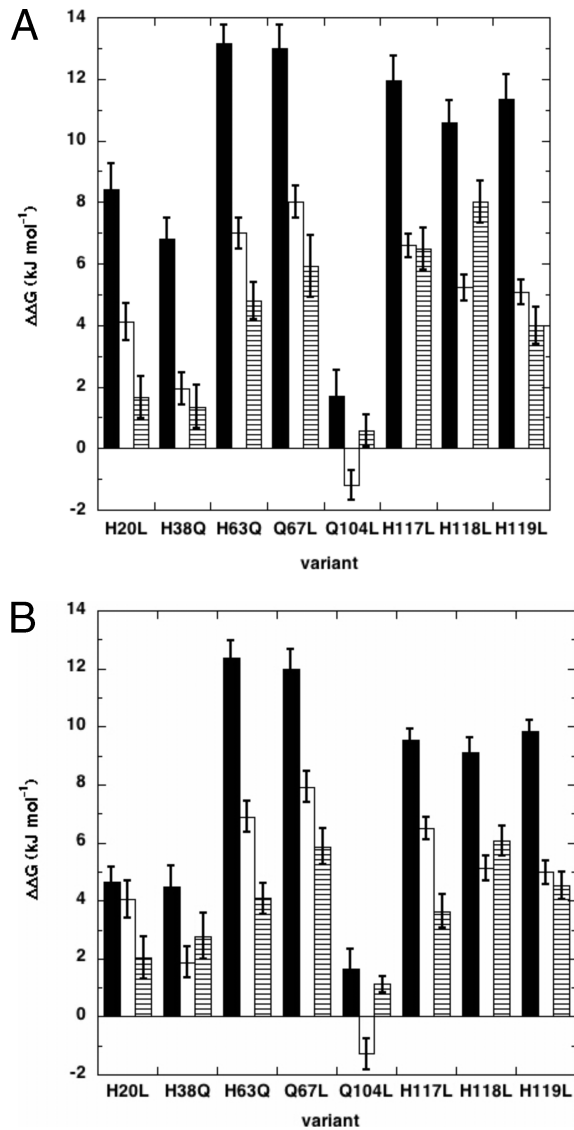 A
14
12
10
8
6
4
2
0
-2
ΔΔG (kJ mol⁻¹)
H20L H38Q H63Q Q67L Q104L H117L H118L H119L
variant
B
14
12
10
8
6
4
2
0
-2
ΔΔG (kJ mol⁻¹)
H20L H38Q H63Q Q67L Q104L H117L H118L H119L
variant